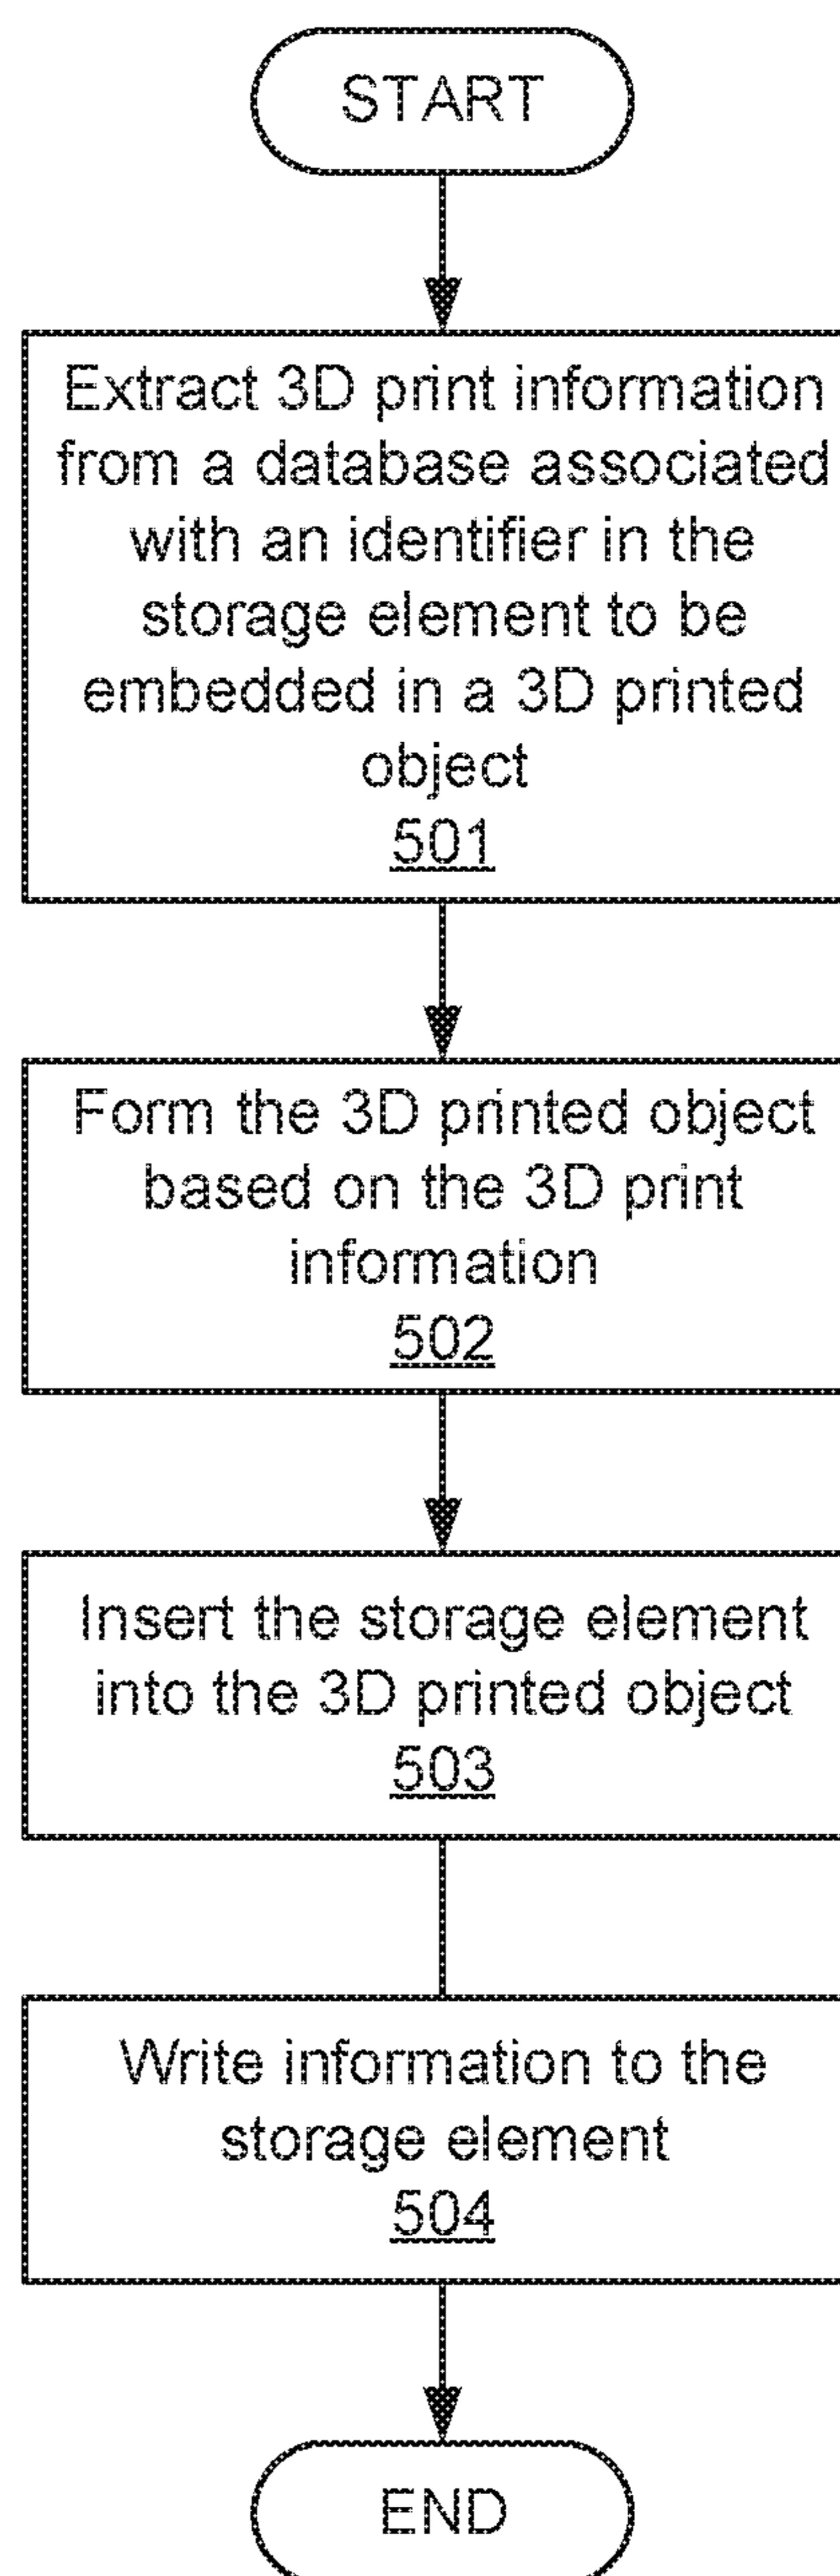 START
Extract 3D print information
from a database associated
with an identifier in the
storage element to be
embedded in a 3D printed
object
501
Form the 3D printed object
based on the 3D print
information
502
Insert the storage element
into the 3D printed object
503
Write information to the
storage element
504
END